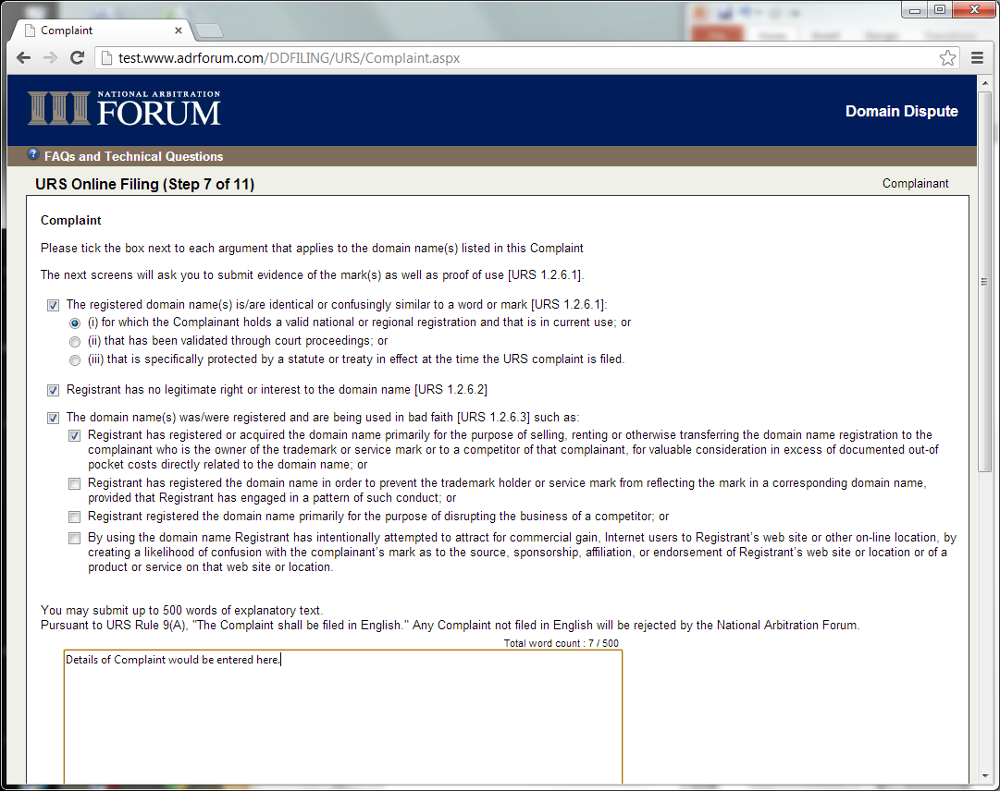 Complaint
test.www.adrforum.com/DDFILING/URS/Complaint.aspx
NATIONAL ARBITRATION
FORUM
Domain Dispute
? FAQs and Technical Questions
URS Online Filing (Step 7 of 11)
Complainant
Complaint
Please tick the box next to each argument that applies to the domain name(s) listed in this Complaint
The next screens will ask you to submit evidence of the mark(s) as well as proof of use [URS 1.2.6.1].
The registered domain name(s) is/are identical or confusingly similar to a word or mark [URS 1.2.6.1]:
(i) for which the Complainant holds a valid national or regional registration and that is in current use; or
(ii) that has been validated through court proceedings; or
(iii) that is specifically protected by a statute or treaty in effect at the time the URS complaint is filed.
Registrant has no legitimate right or interest to the domain name [URS 1.2.6.2]
The domain name(s) was/were registered and are being used in bad faith [URS 1.2.6.3] such as:
Registrant has registered or acquired the domain name primarily for the purpose of selling, renting or otherwise transferring the domain name registration to the
complainant who is the owner of the trademark or service mark or to a competitor of that complainant, for valuable consideration in excess of documented out-of
pocket costs directly related to the domain name; or
Registrant has registered the domain name in order to prevent the trademark holder or service mark from reflecting the mark in a corresponding domain name,
provided that Registrant has engaged in a pattern of such conduct; or
Registrant registered the domain name primarily for the purpose of disrupting the business of a competitor; or
By using the domain name Registrant has intentionally attempted to attract for commercial gain, Internet users to Registrant's web site or other on-line location, by
creating a likelihood of confusion with the complainant's mark as to the source, sponsorship, affiliation, or endorsement of Registrant's web site or location or of a
product or service on that web site or location.
You may submit up to 500 words of explanatory text.
Pursuant to URS Rule 9(A), "The Complaint shall be filed in English." Any Complaint not filed in English will be rejected by the National Arbitration Forum.
Total word count : 7 / 500
Details of Complaint would be entered here.